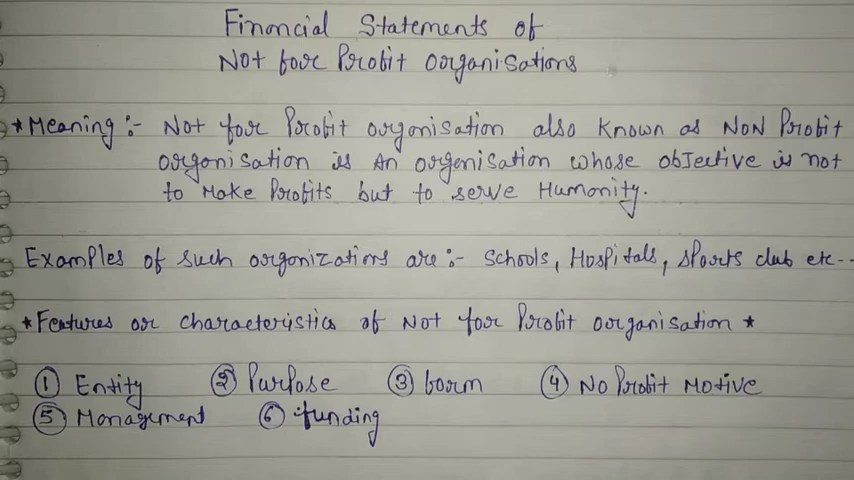 Financial Statements of
Not for Profit Organisations
* Meaning :- Not for Profit organisation also known as Non Profit
organisation is An organisation whose objective is not
to Make Profits but to serve Humanity.
Examples of such organizations are :- Schools, Hospitals, Sports club etc--
* Features or characteristics of Not for Profit organisation *
① Entity ② Purpose ③ form ④ No Profit Motive
⑤ Management ⑥ funding